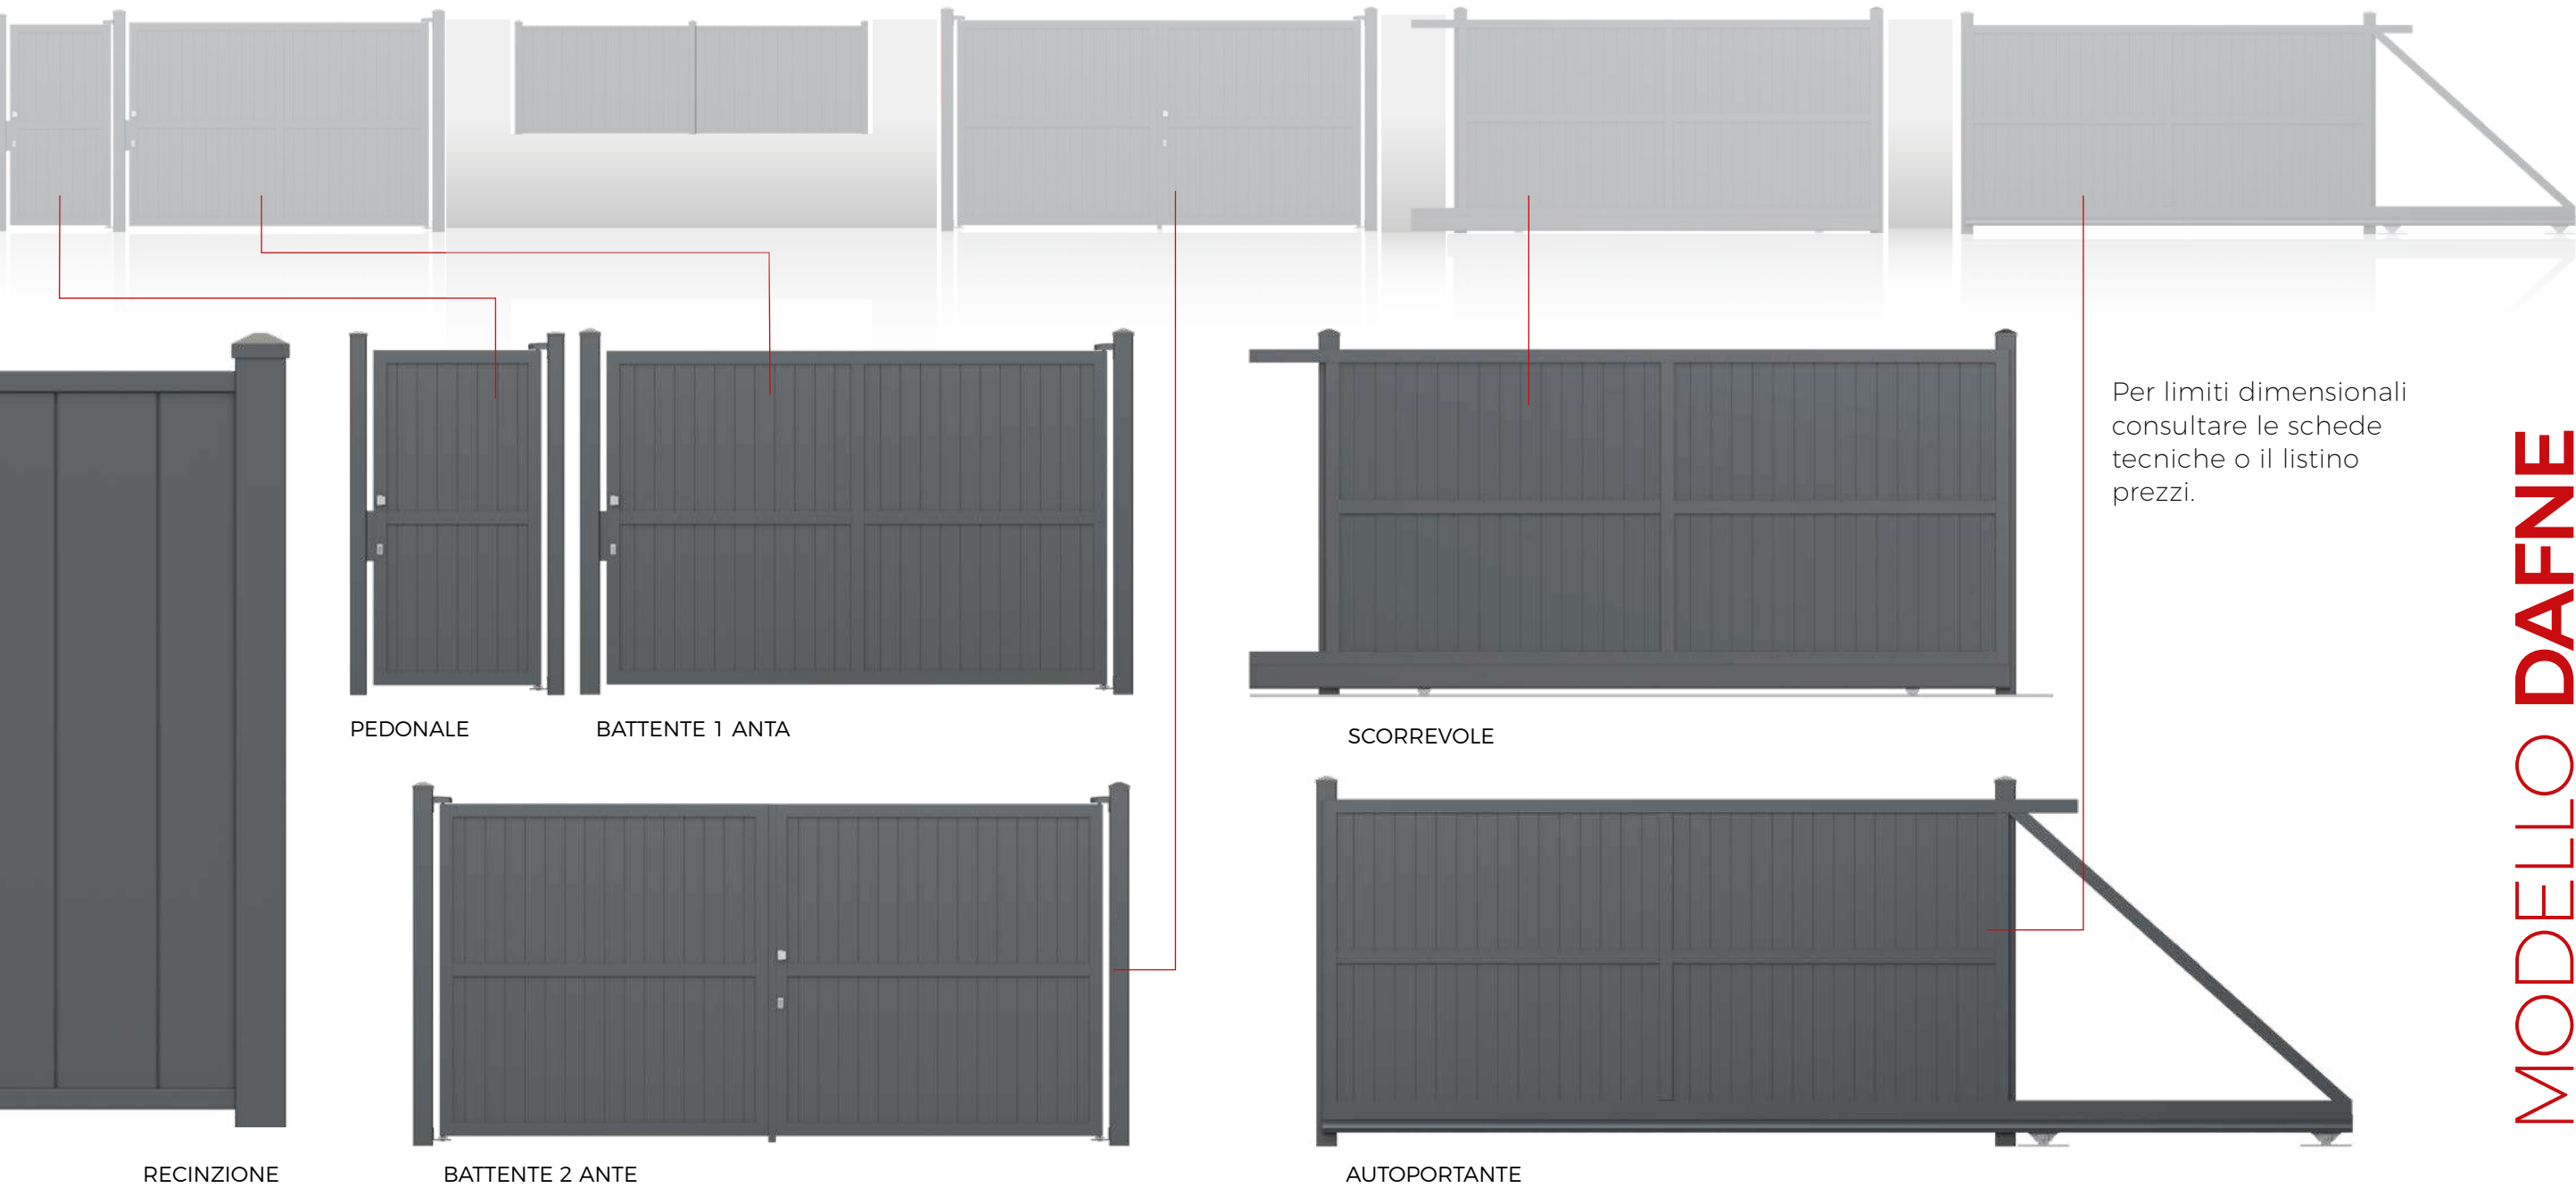 PEDONALE
BATTENTE 1 ANTA
SCORREVOLE
Per limiti dimensionali
consultare le schede
tecniche o il listino
prezzi.
MODELLO DAFNE
RECINZIONE
BATTENTE 2 ANTE
AUTOPORTANTE